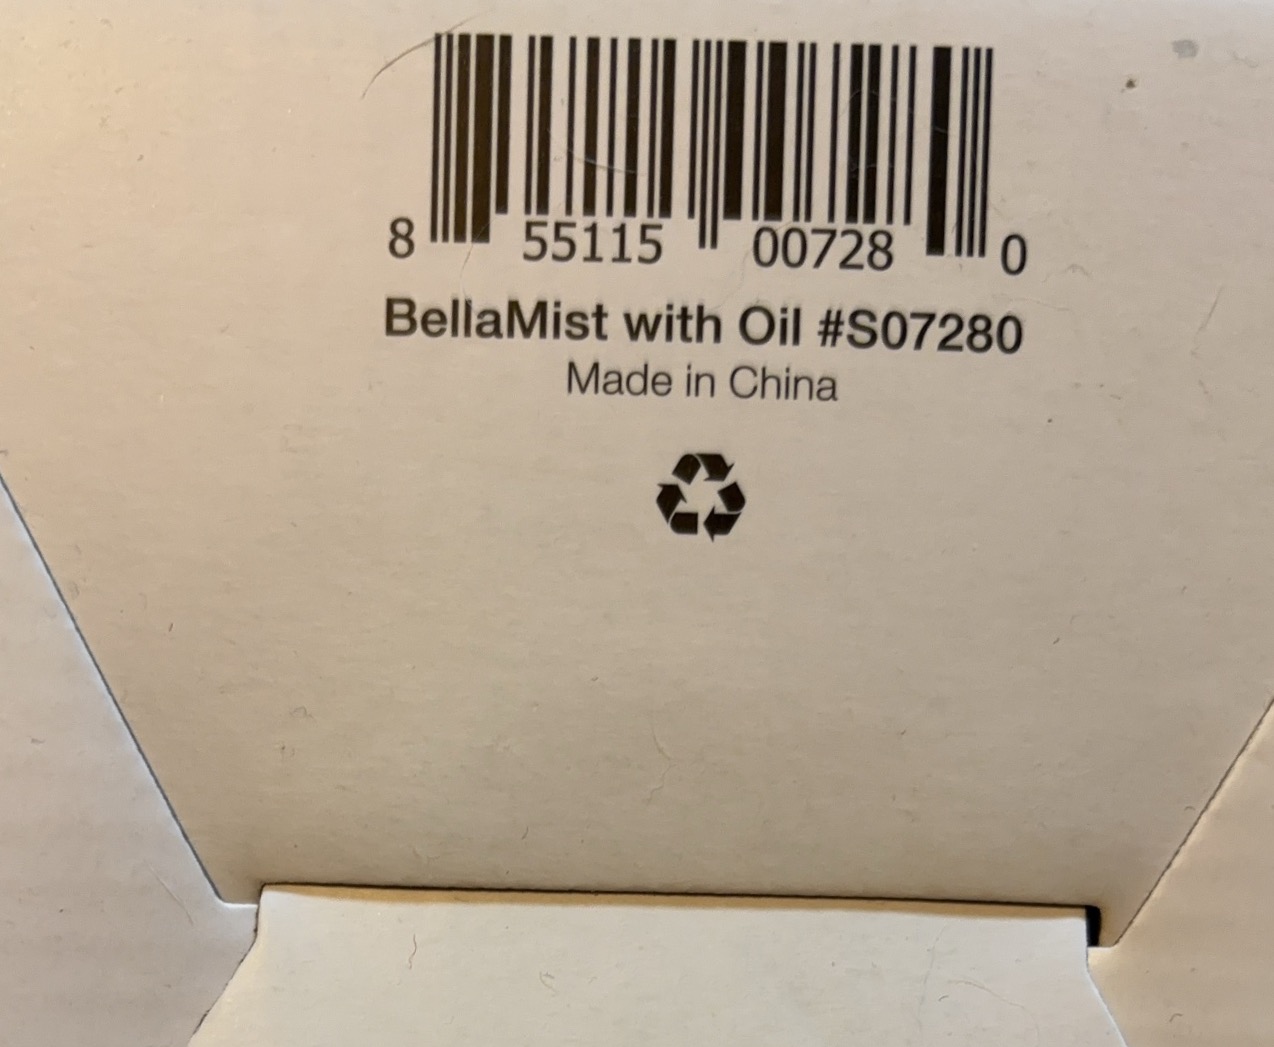 8 55115 00728 0
BellaMist with Oil #S07280
Made in China